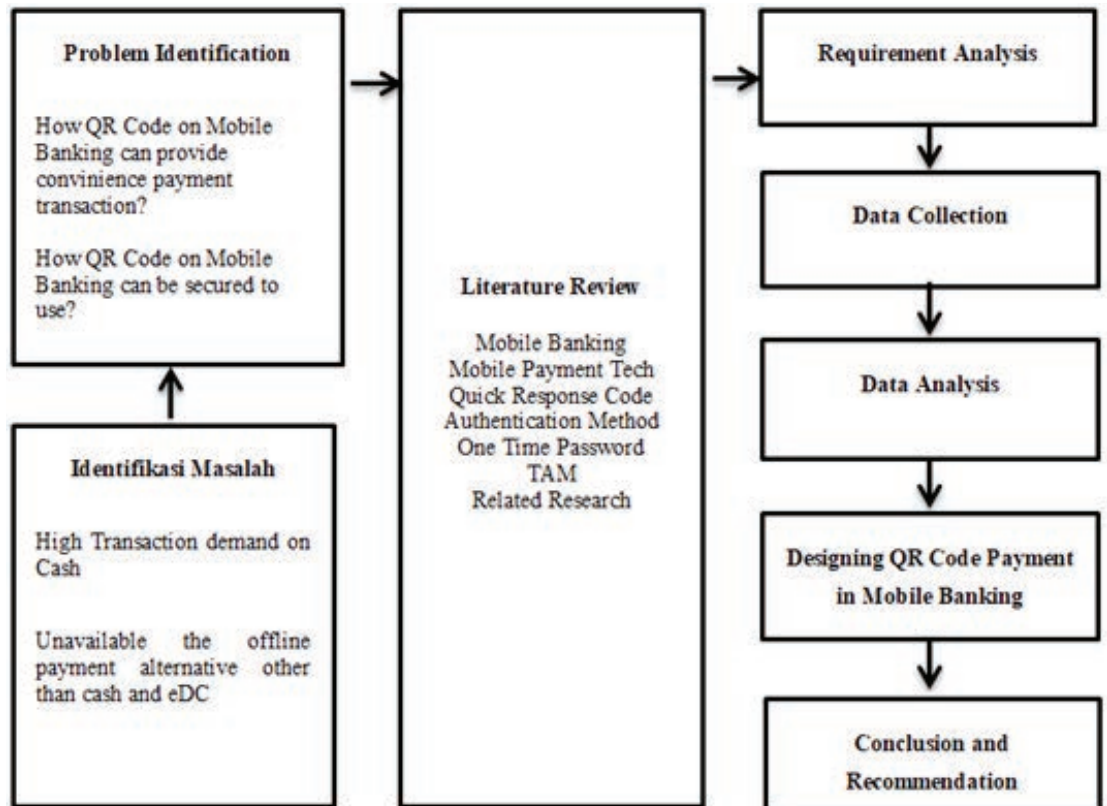 Problem Identification
How QR Code on Mobile
Banking can provide
convinience payment
transaction?
How QR Code on Mobile
Banking can be secured to
use?
Identifikasi Masalah
High Transaction demand on
Cash
Unavailable the offline
payment alternative other
than cash and eDC
Literature Review
Mobile Banking
Mobile Payment Tech
Quick Response Code
Authentication Method
One Time Password
TAM
Related Research
Requirement Analysis
Data Collection
Data Analysis
Designing QR Code Payment
in Mobile Banking
Conclusion and
Recommendation